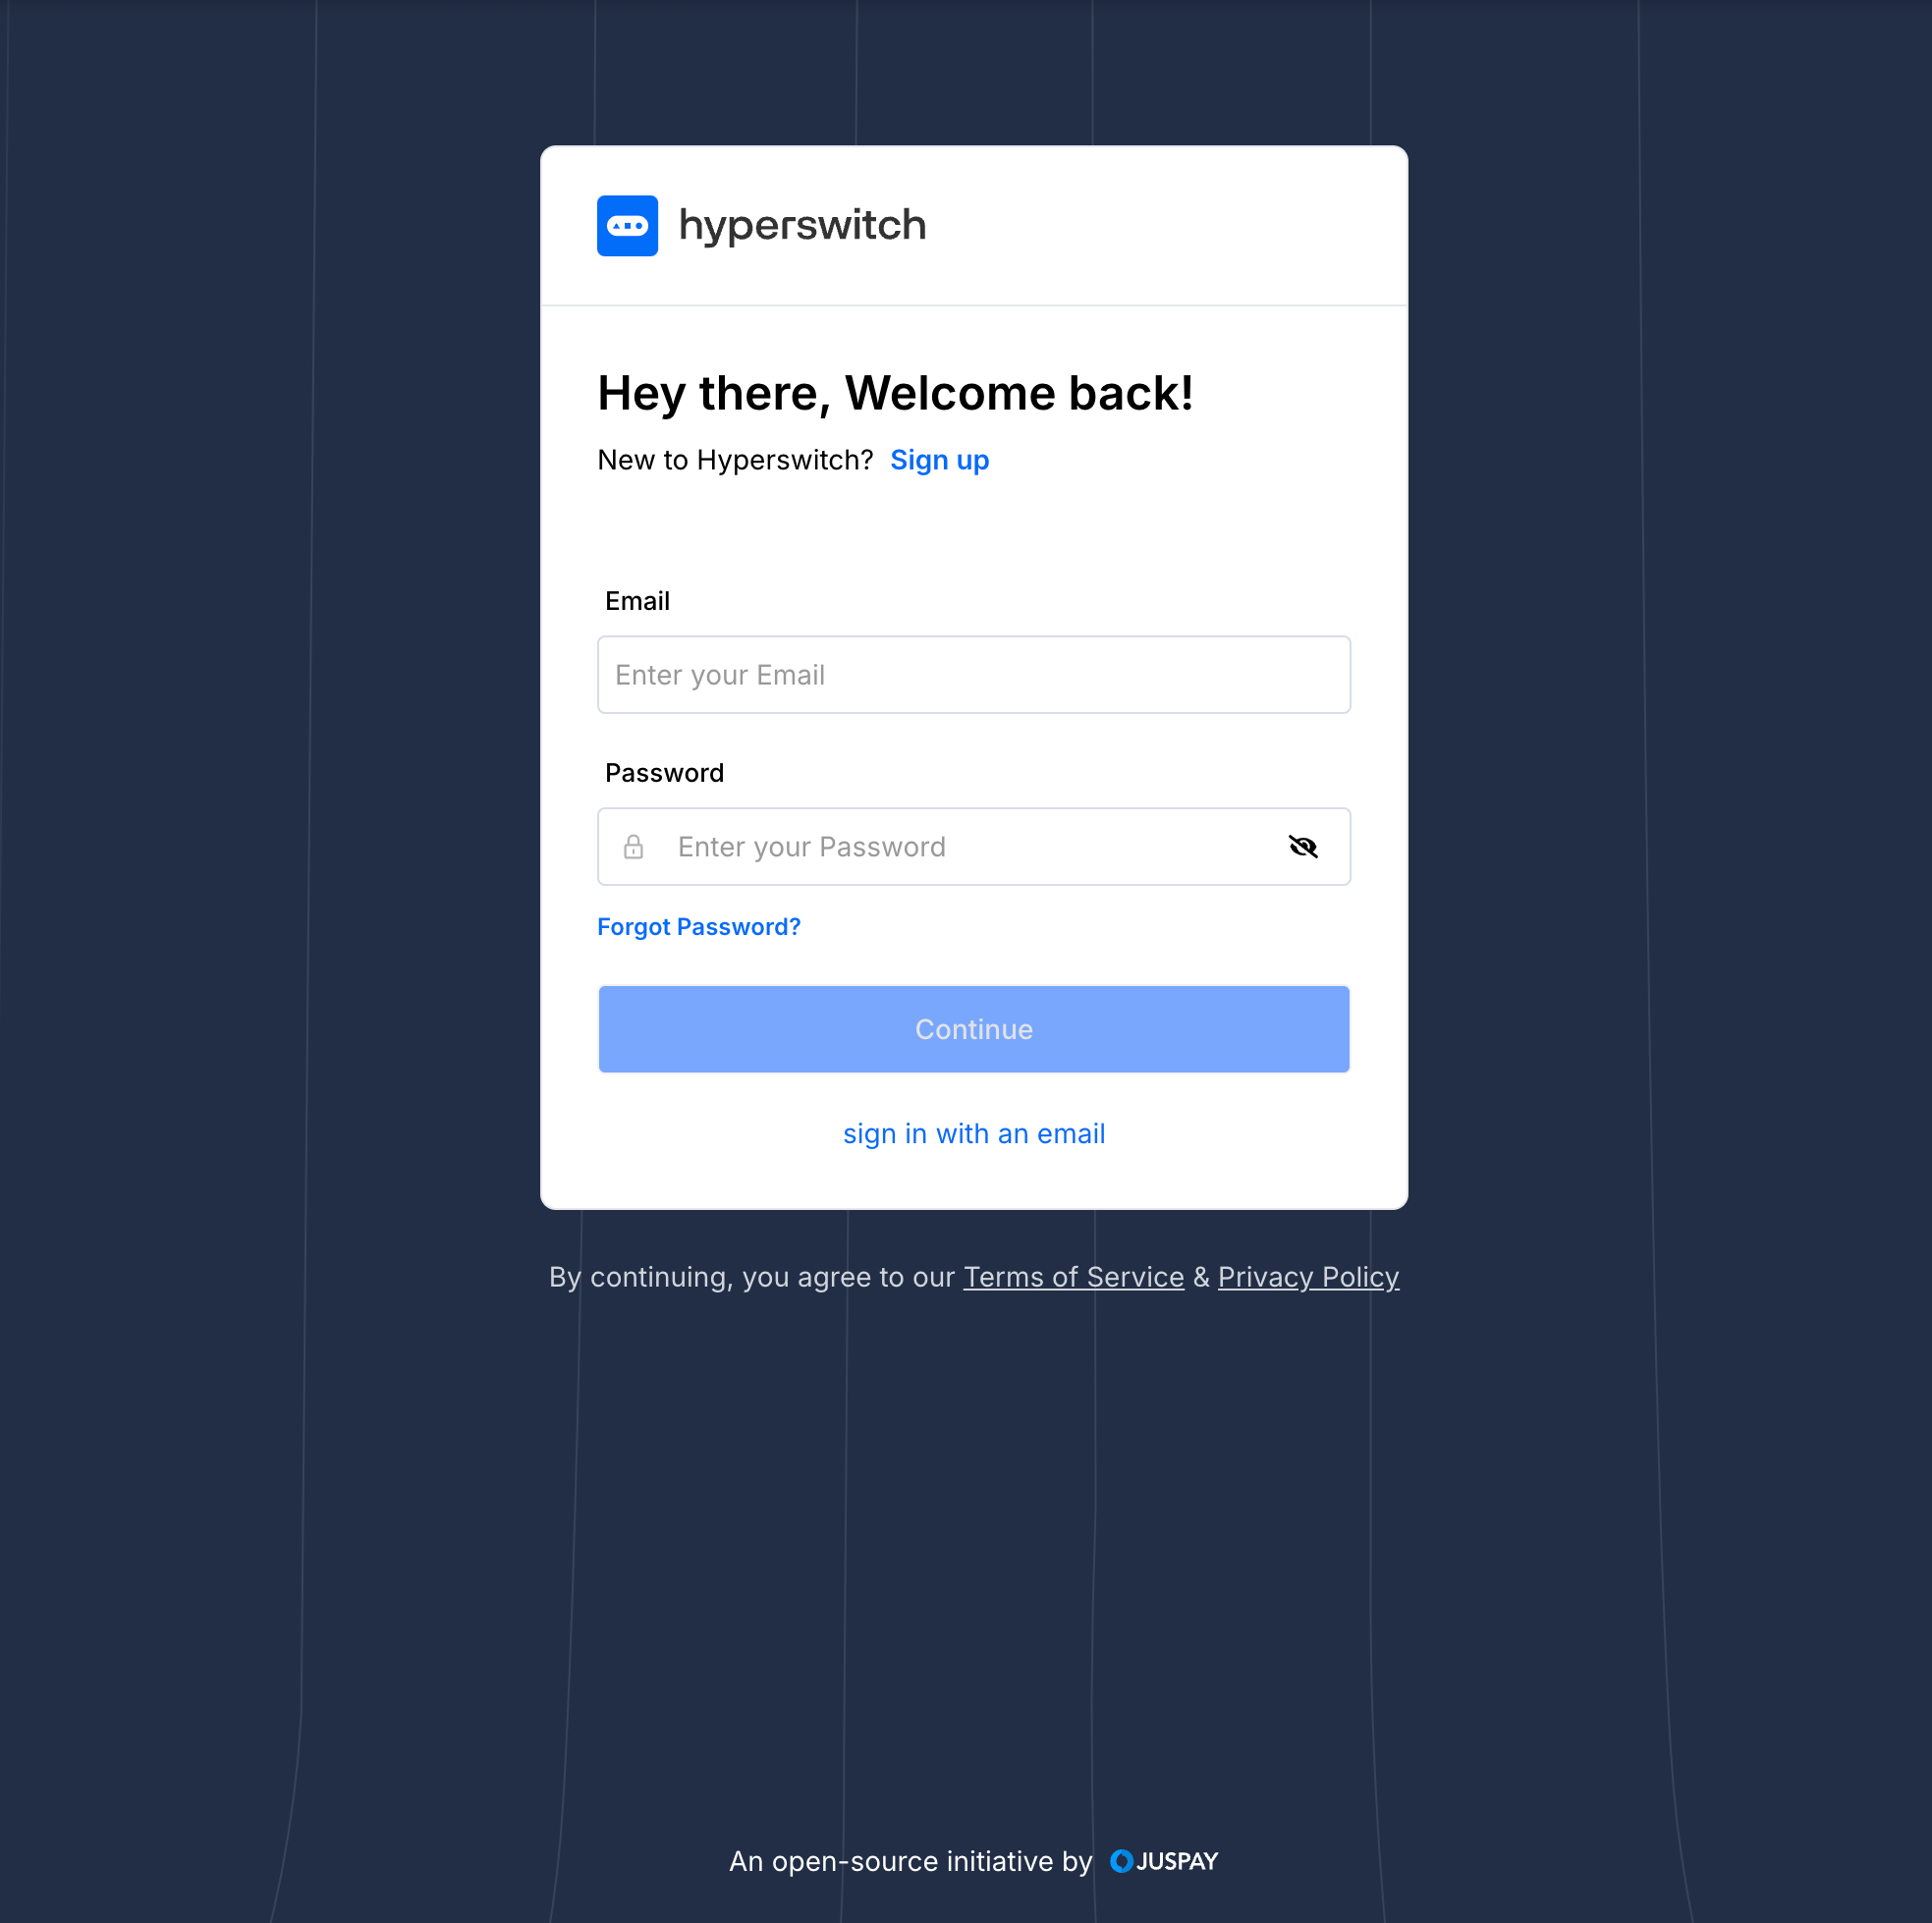 hyperswitch
Hey there, Welcome back!
New to Hyperswitch? Sign up
Email
Enter your Email
Password
Enter your Password
Forgot Password?
Continue
sign in with an email
By continuing, you agree to our Terms of Service & Privacy Policy
An open-source initiative by JUSPAY